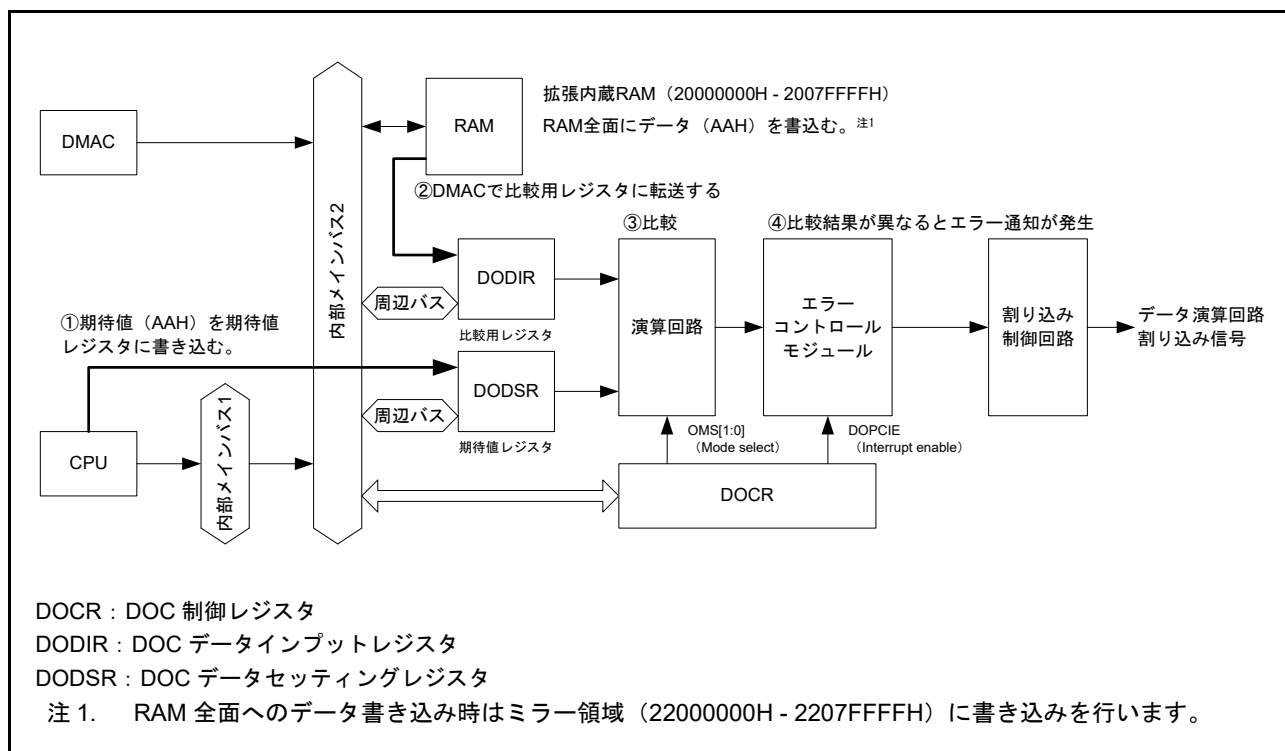 拡張内蔵RAM（20000000H - 2007FFFFH）
RAM全面にデータ（AAH）を書込む。注1
RAM
DMAC
②DMACで比較用レジスタに転送する
③比較
④比較結果が異なるとエラー通知が発生
内部メインバス2
DODIR
周辺バス
比較用レジスタ
演算回路
エラー
コントロール
モジュール
割り込み
制御回路
データ演算回路
割り込み信号
①期待値（AAH）を期待値
レジスタに書き込む。
DODSR
周辺バス
期待値レジスタ
CPU
内部メインバス1
OMS[1:0]
（Mode select）
DOPCIE
（Interrupt enable）
DOCR
DOCR：DOC 制御レジスタ
DODIR：DOC データインプットレジスタ
DODSR：DOC データセッティングレジスタ
注 1. RAM 全面へのデータ書き込み時はミラー領域（22000000H - 2207FFFFH）に書き込みを行います。